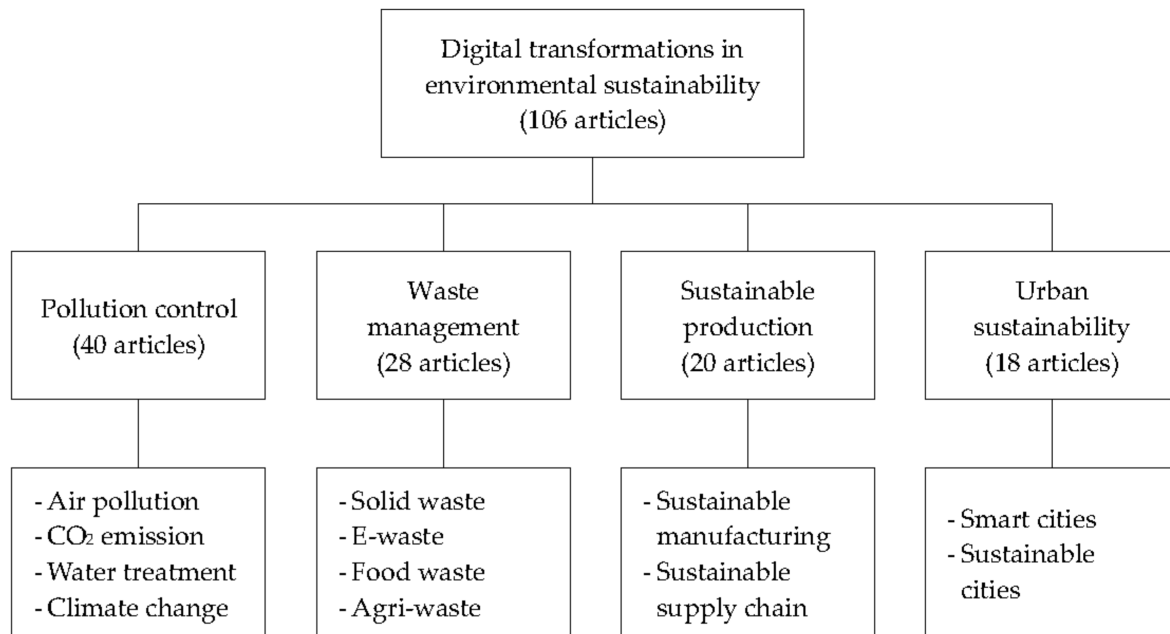 Digital transformations in
environmental sustainability
(106 articles)
Pollution control
(40 articles)
Waste
management
(28 articles)
Sustainable
production
(20 articles)
Urban
sustainability
(18 articles)
- Air pollution
- CO₂ emission
- Water treatment
- Climate change
- Solid waste
- E-waste
- Food waste
- Agri-waste
- Sustainable
manufacturing
- Sustainable
supply chain
- Smart cities
- Sustainable
cities